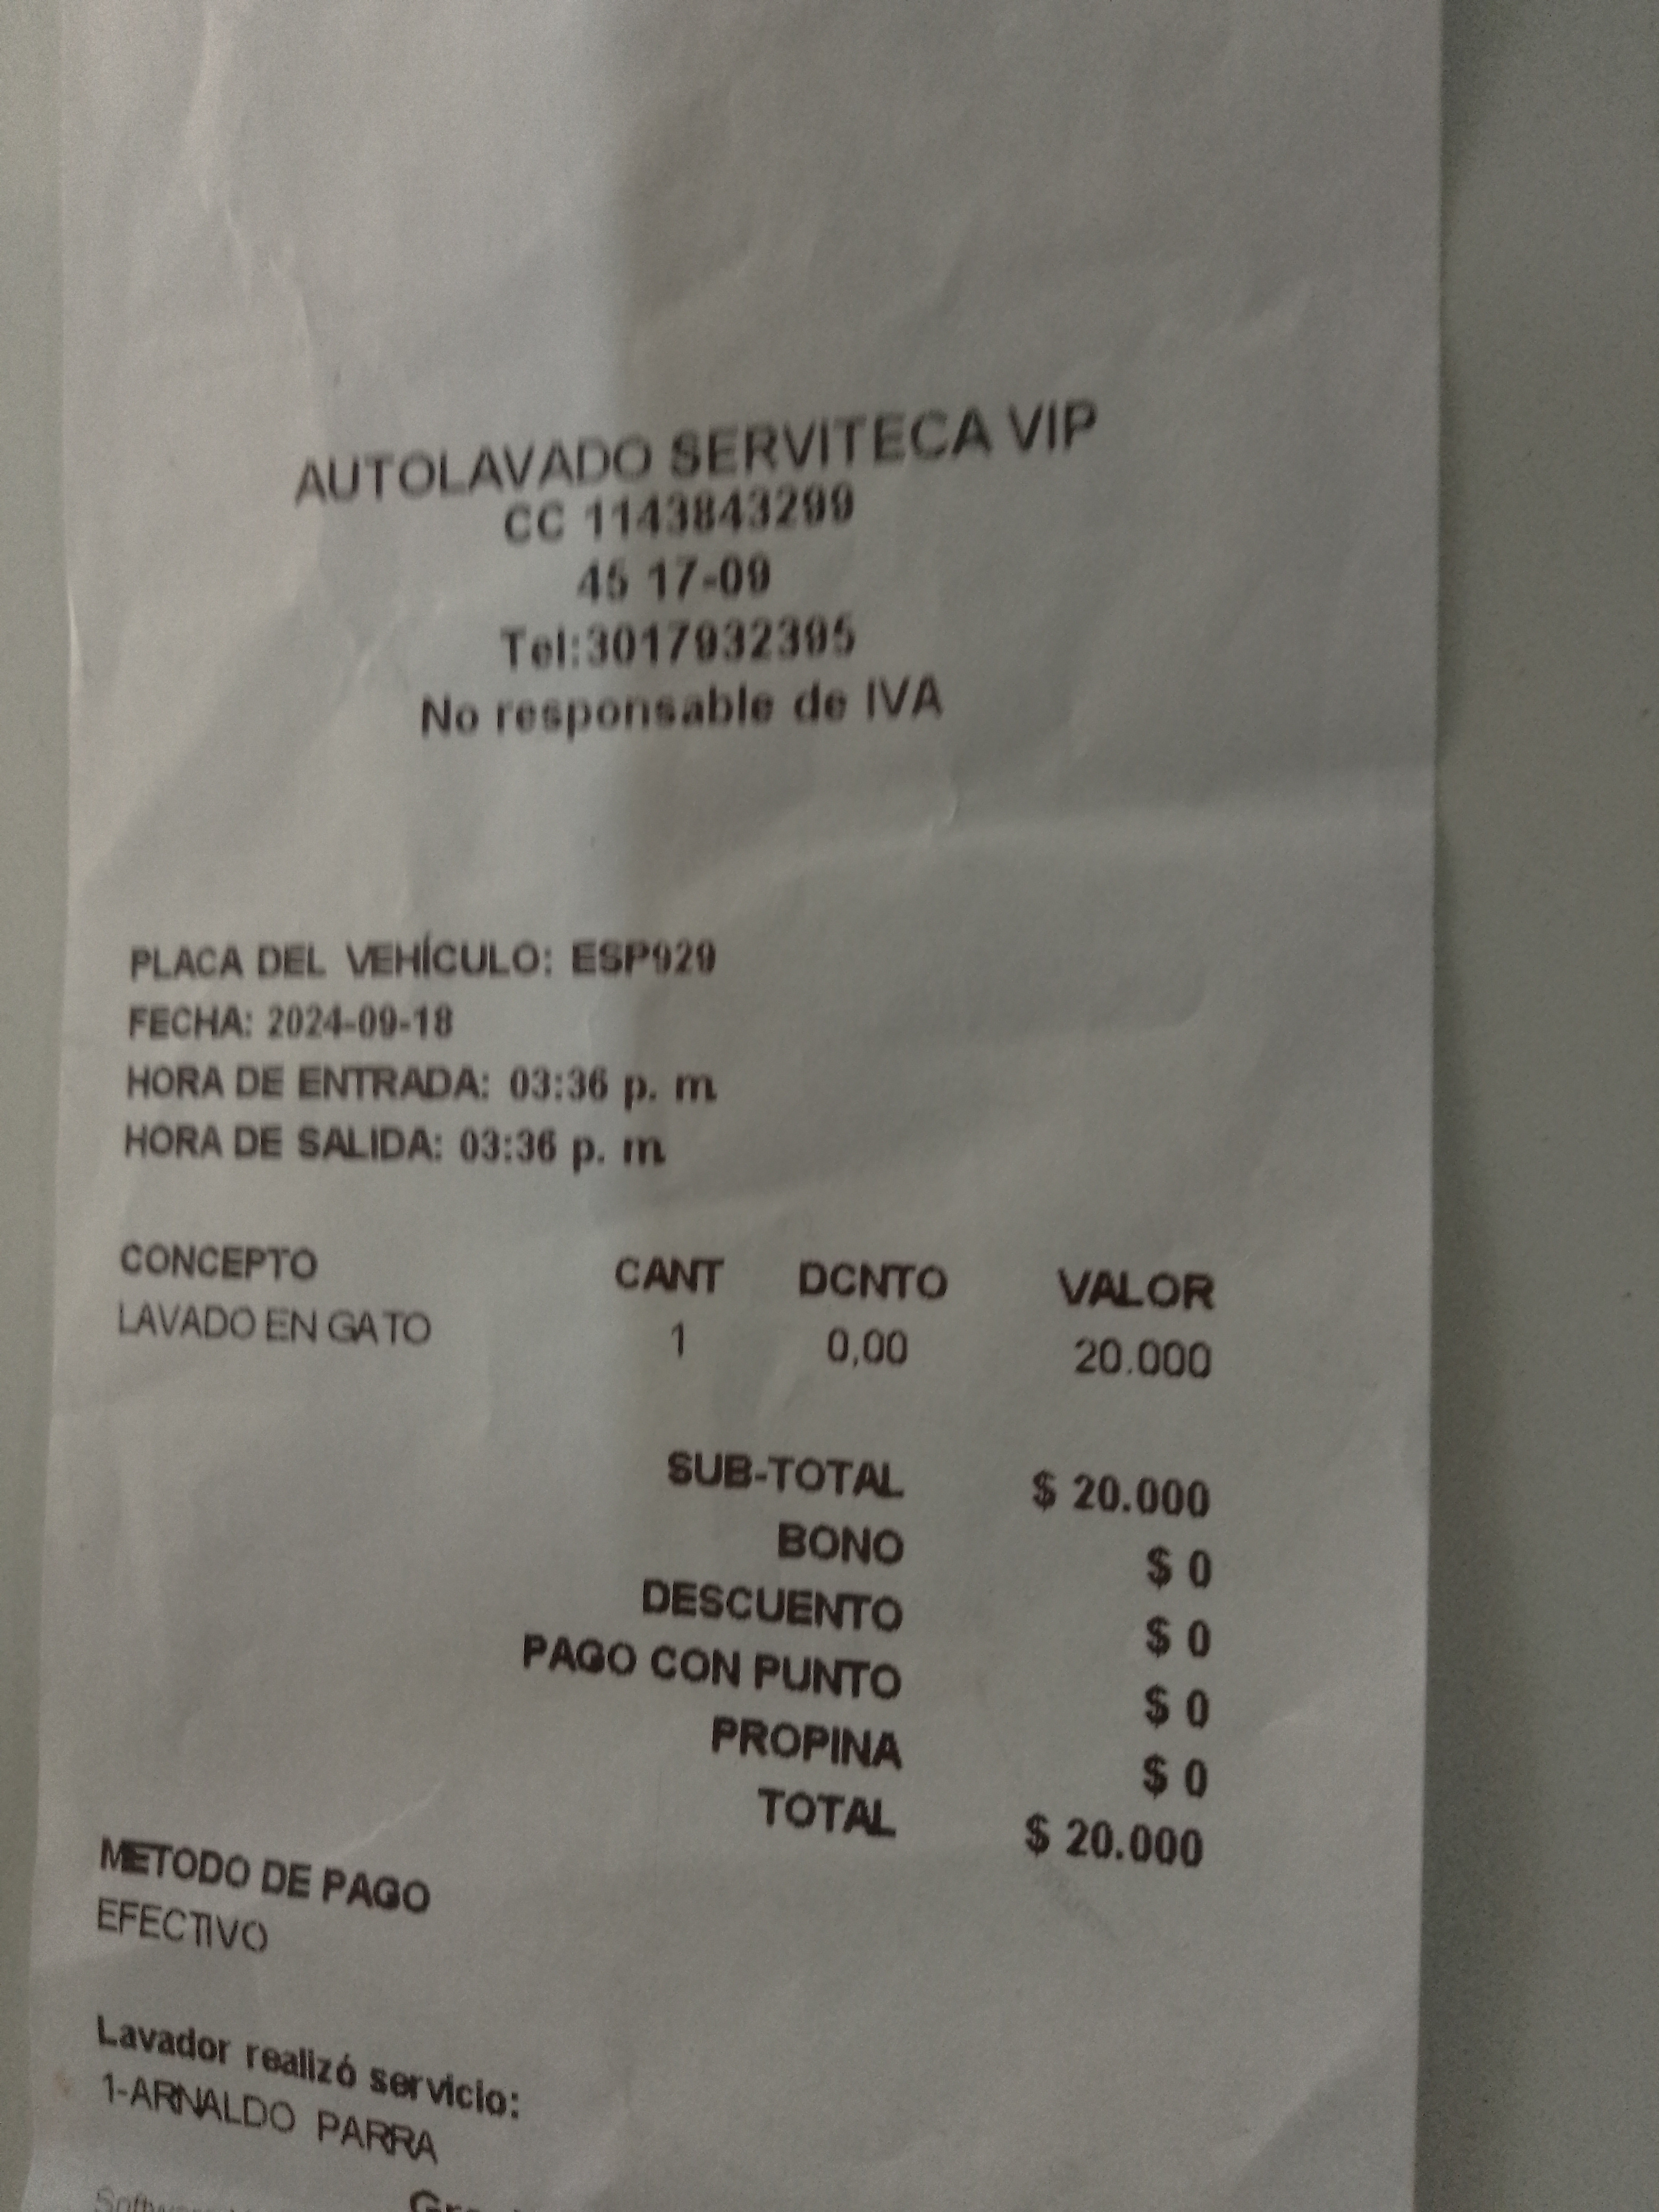 AUTOLAVADO SERVITECA VIP
CC 1143843299
45 17-09
Tel:3017932395
No responsable de IVA
PLACA DEL VEHÍCULO: ESP929
FECHA: 2024-09-18
HORA DE ENTRADA: 03:36 p. m.
HORA DE SALIDA: 03:36 p. m.
CONCEPTO CANT DCNTO VALOR
LAVADO EN GATO 1 0,00 20.000
SUB-TOTAL $ 20.000
BONO $ 0
DESCUENTO $ 0
PAGO CON PUNTO $ 0
PROPINA $ 0
TOTAL $ 20.000
METODO DE PAGO
EFECTIVO
Lavador realizó servicio:
1-ARNALDO PARRA